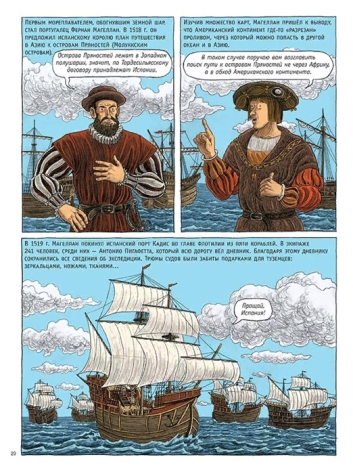 Первым мореплавателем, обогнувшим земной шар,
стал португалец Фернан Магеллан. В 1518 г. он
предложил испанскому королю план путешествия
в Азию к островам Пряностей (Молуккским
островам).
Острова Пряностей лежат в Западном
полушарии, значит, по Тордесильясскому
договору принадлежат Испании.
Изучив множество карт, Магеллан пришёл к выводу,
что Американский континент где-то «разрезан»
проливом, через который можно попасть в другой
океан и в Азию.
В таком случае поручаю вам возглавить
поиск пути к островам Пряностей не через Африку,
а в обход Американского континента.
В 1519 г. Магеллан покинул испанский порт Кадис во главе флотилии из пяти кораблей. В экипаже
241 человек, среди них — Антонио Пигафетта, который всю дорогу вёл дневник. Благодаря этому дневнику
сохранились все сведения об экспедиции. Трюмы судов были забиты подарками для туземцев:
зеркальцами, ножами, тканями...
Прощай,
Испания!
20